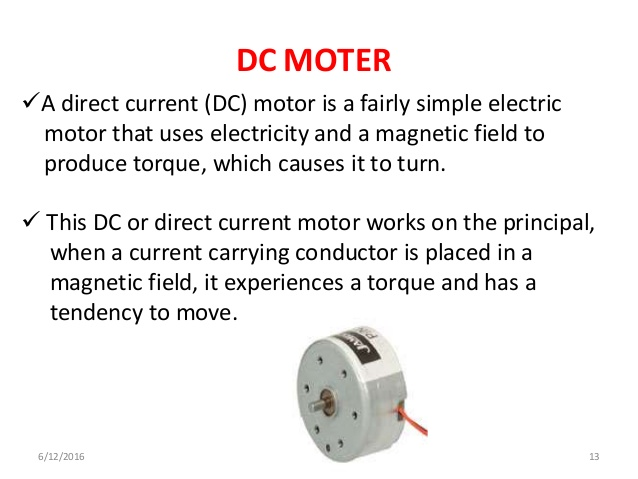 DC MOTER
✓A direct current (DC) motor is a fairly simple electric
motor that uses electricity and a magnetic field to
produce torque, which causes it to turn.
✓ This DC or direct current motor works on the principal,
when a current carrying conductor is placed in a
magnetic field, it experiences a torque and has a
tendency to move.
6/12/2016
13